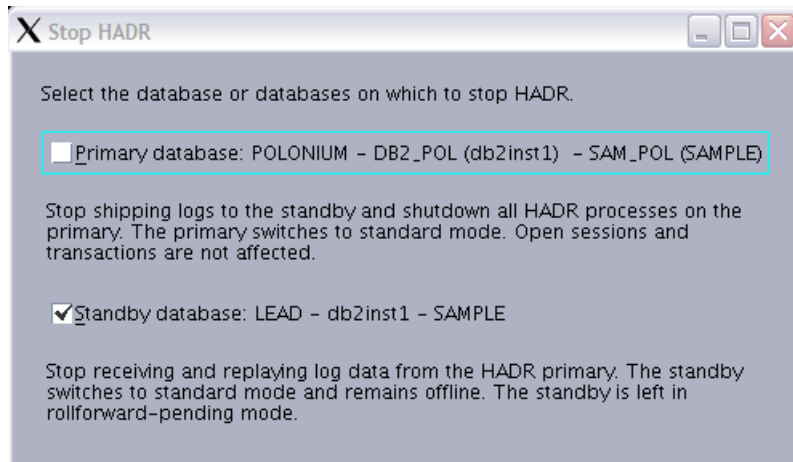 Stop HADR
Select the database or databases on which to stop HADR.
Primary database: POLONIUM – DB2_POL (db2inst1) – SAM_POL (SAMPLE)
Stop shipping logs to the standby and shutdown all HADR processes on the
primary. The primary switches to standard mode. Open sessions and
transactions are not affected.
Standby database: LEAD – db2inst1 – SAMPLE
Stop receiving and replaying log data from the HADR primary. The standby
switches to standard mode and remains offline. The standby is left in
rollforward–pending mode.